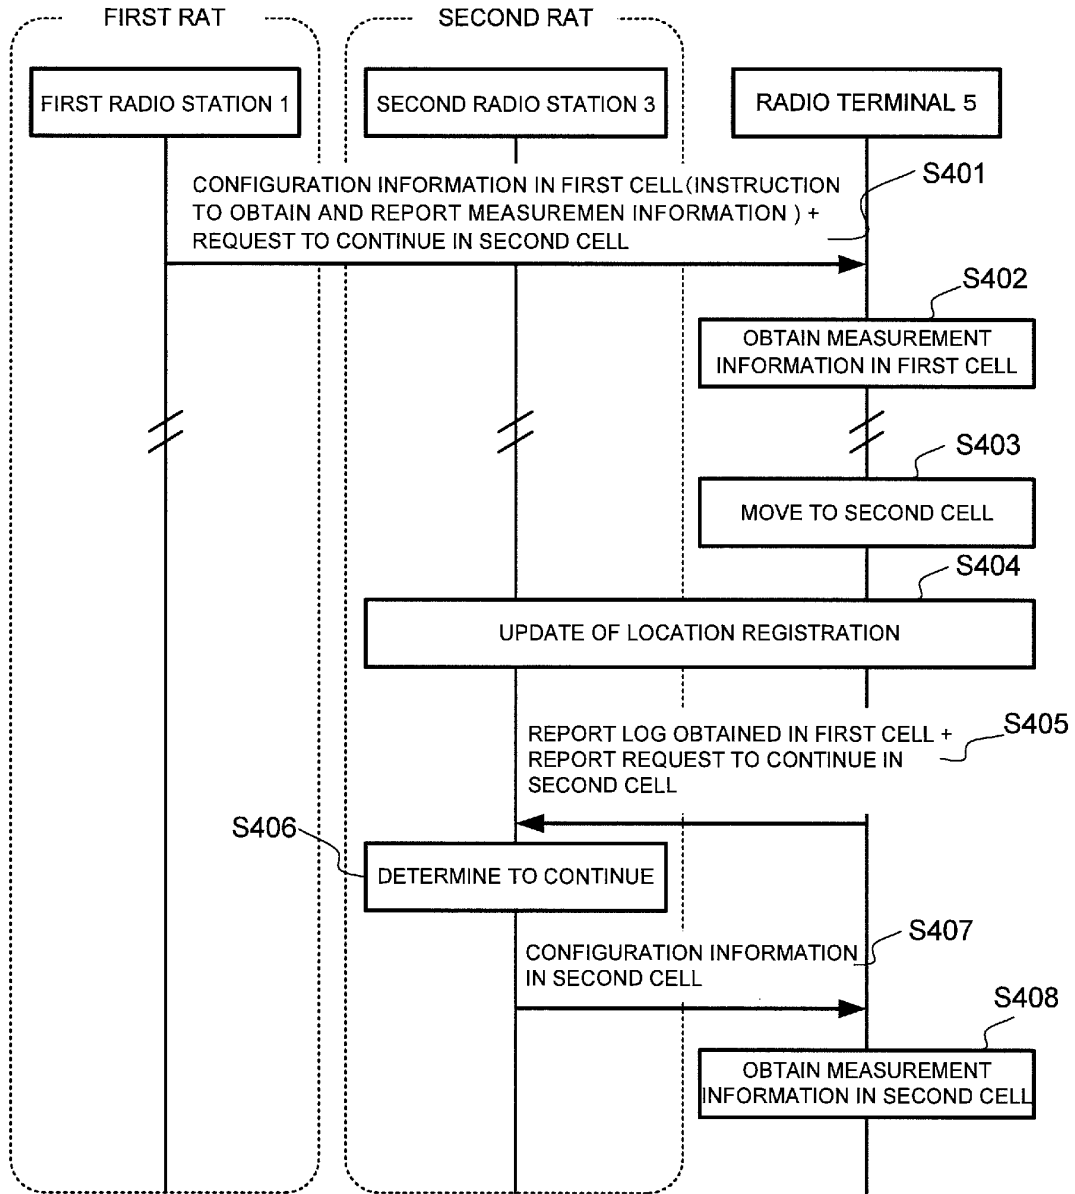 FIRST RAT
SECOND RAT
FIRST RADIO STATION 1
SECOND RADIO STATION 3
RADIO TERMINAL 5
CONFIGURATION INFORMATION IN FIRST CELL(INSTRUCTION
TO OBTAIN AND REPORT MEASUREMEN INFORMATION ) +
REQUEST TO CONTINUE IN SECOND CELL
S401
S402
OBTAIN MEASUREMENT
INFORMATION IN FIRST CELL
S403
MOVE TO SECOND CELL
S404
UPDATE OF LOCATION REGISTRATION
REPORT LOG OBTAINED IN FIRST CELL +
REPORT REQUEST TO CONTINUE IN
SECOND CELL
S405
S406
DETERMINE TO CONTINUE
CONFIGURATION INFORMATION
IN SECOND CELL
S407
S408
OBTAIN MEASUREMENT
INFORMATION IN SECOND CELL